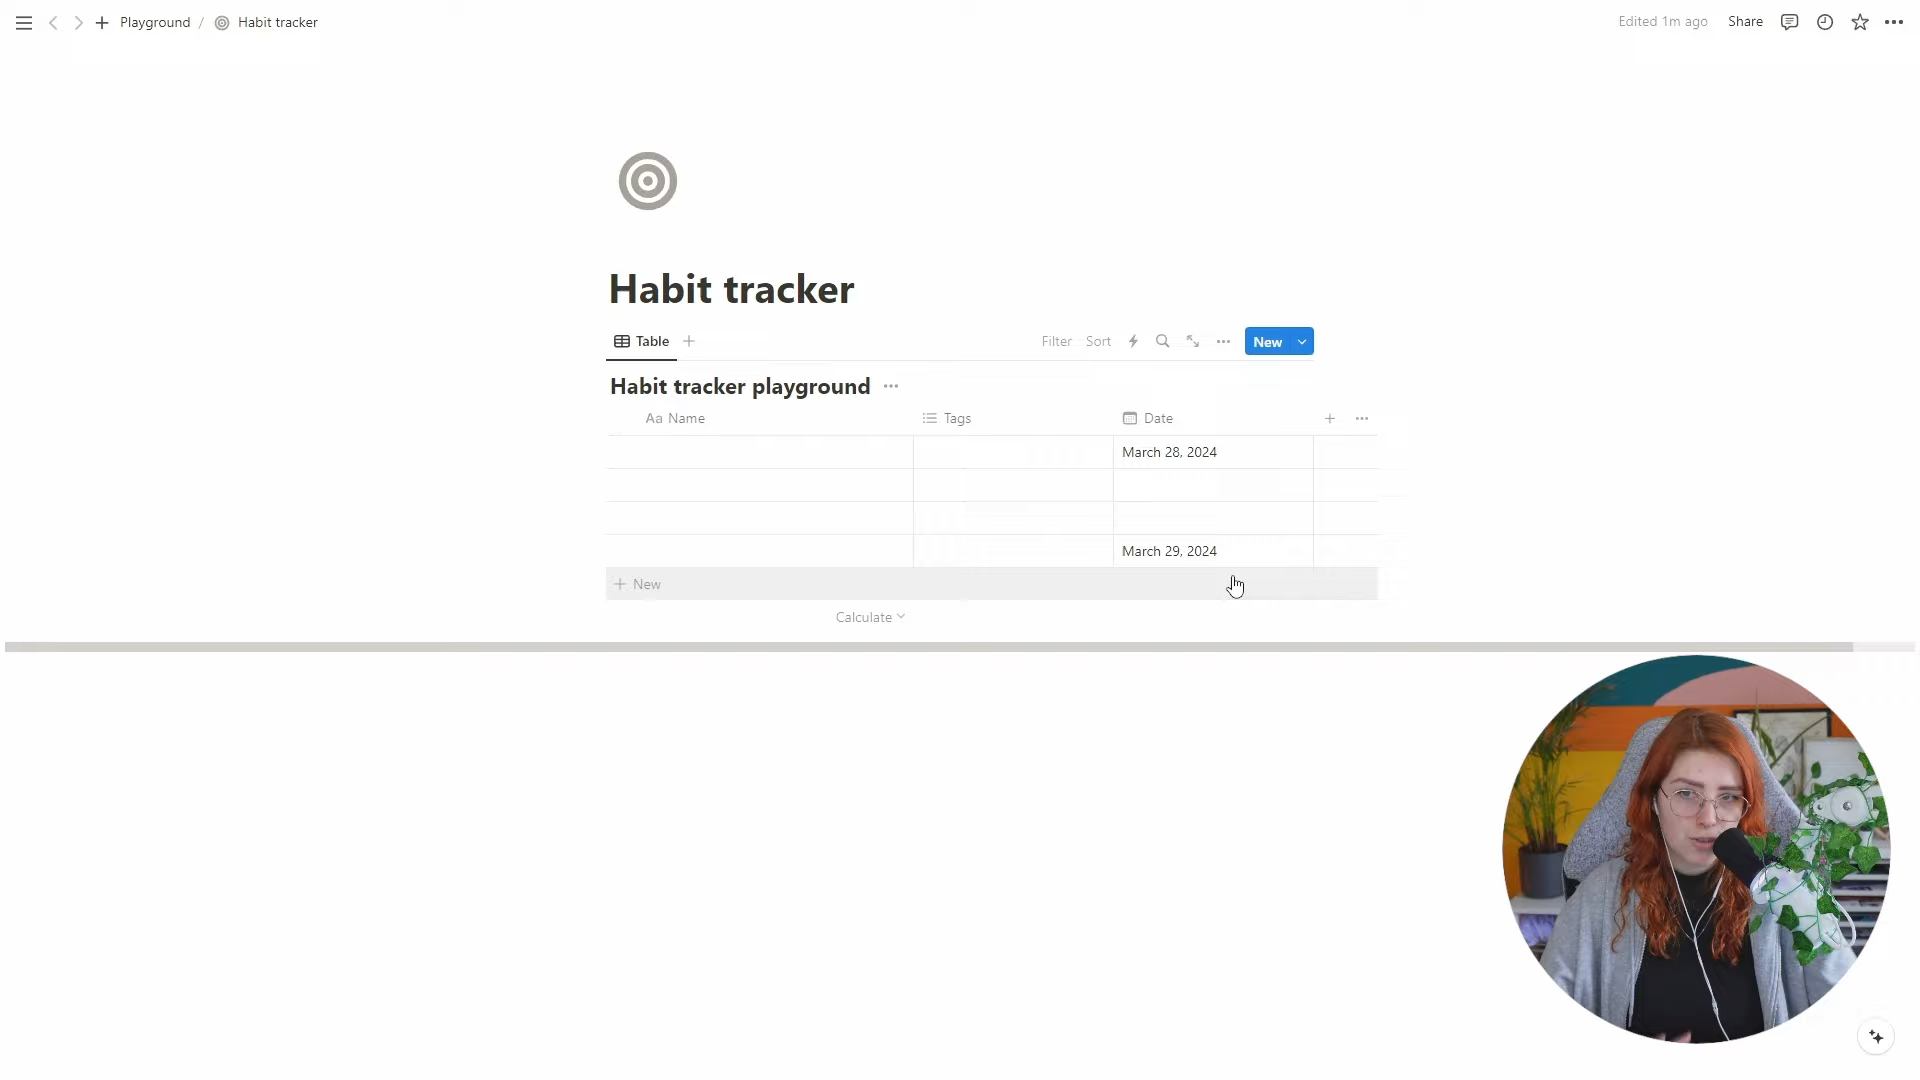 Playground / Habit tracker
Edited 1m ago Share
Habit tracker
Table
Filter Sort New
Habit tracker playground
Aa Name Tags Date
March 28, 2024
March 29, 2024
New
Calculate